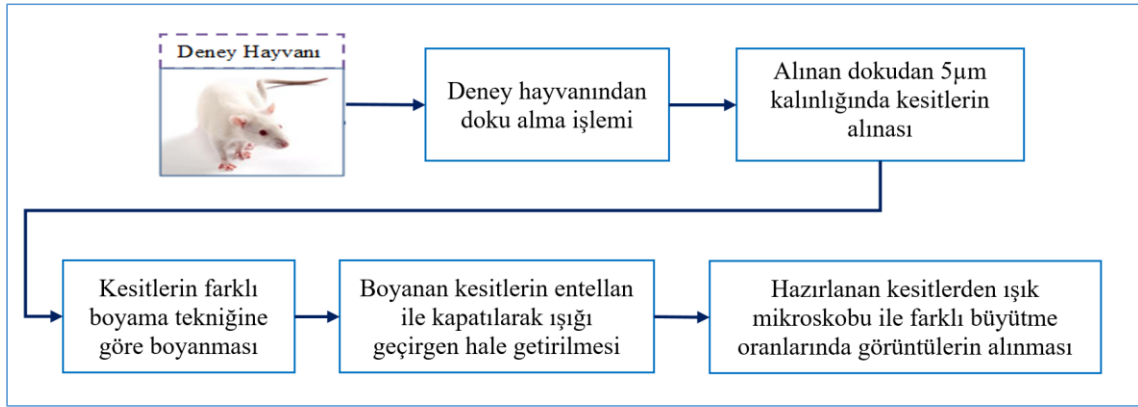 Deney Hayvanı
Deney hayvanından
doku alma işlemi
Alınan dokudan 5µm
kalınlığında kesitlerin
alınası
Kesitlerin farklı
boyama tekniğine
göre boyanması
Boyanan kesitlerin entellan
ile kapatılarak ışığı
geçirgen hale getirilmesi
Hazırlanan kesitlerden ışık
mikroskobu ile farklı büyütme
oranlarında görüntülerin alınması